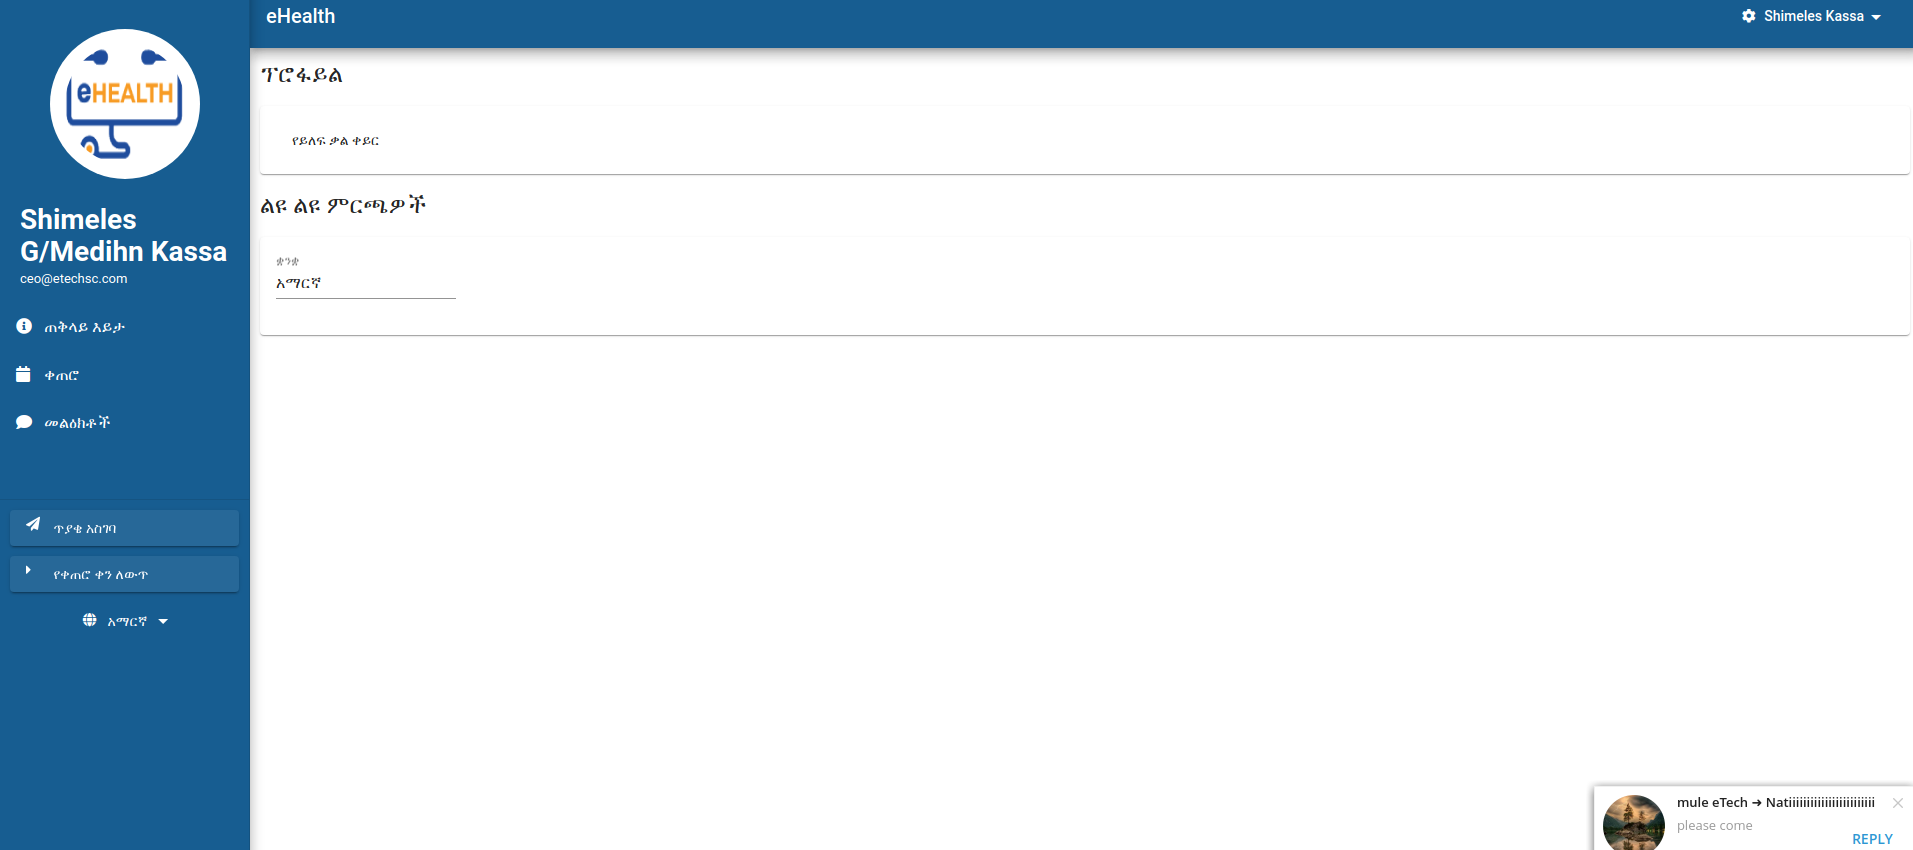 eHEALTH
Shimeles
G/Medihn Kassa
ceo@etechsc.com
ጠቅላይ እይታ
ቀጠሮ
መልዕክቶች
ጥያቄ አስገባ
የቀጠሮ ቀን ለውጥ
አማርኛ
eHealth
Shimeles Kassa
ፕሮፋይል
የይለፍ ቃል ቀይር
ልዩ ልዩ ምርጫዎች
ቋንቋ
አማርኛ
mule eTech ➜ Natiiiiiiiiiiiiiiiiiiiiiiii
please come
REPLY